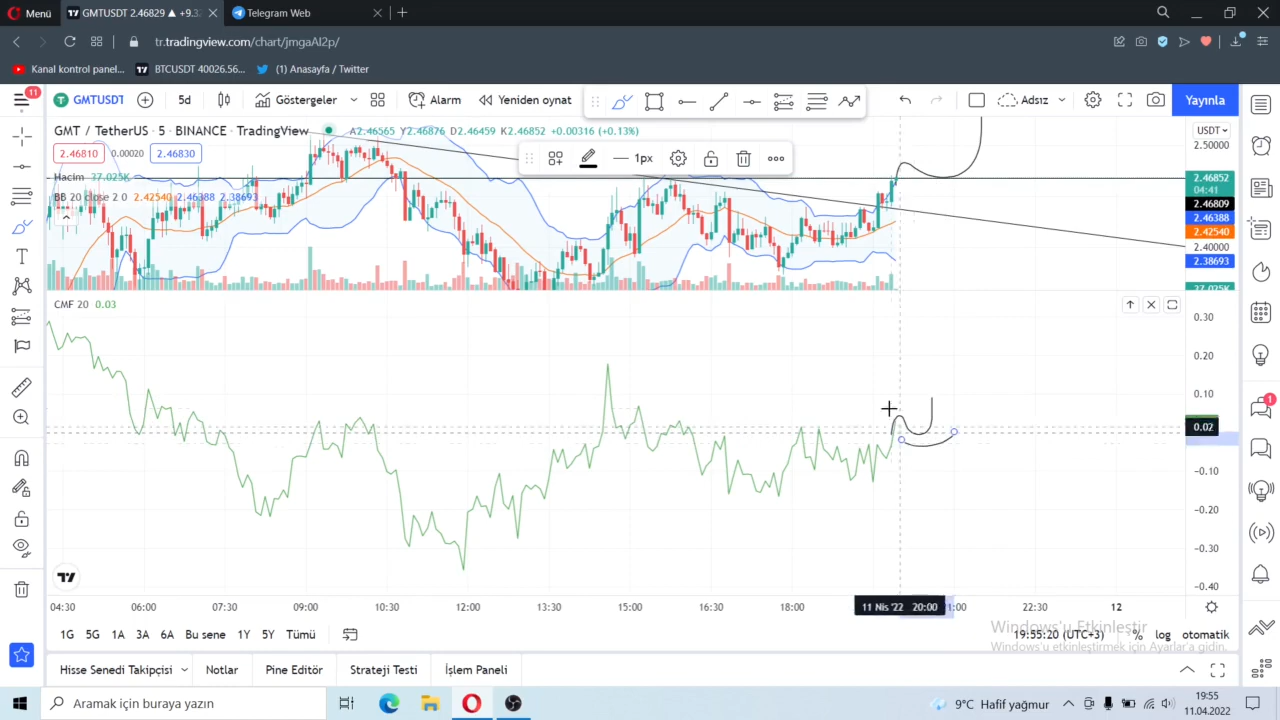 Menü
GMTUSDT 2.46829 ▲ +9.32
Telegram Web
tr.tradingview.com/chart/jmgaAI2p/
Kanal kontrol panel...
BTCUSDT 40026.56...
(1) Anasayfa / Twitter
11
GMTUSDT
5d
Göstergeler
Alarm
Yeniden oynat
Adsız
Yayınla
GMT / TetherUS · 5 · BINANCE · TradingView
A2.46565 Y2.46876 D2.46459 K2.46852 +0.00316 (+0.13%)
USDT
2.50000
2.46810
0.00020
2.46830
1px
Hacim 37.025K
BB 20 close 2 0 2.42540 2.46388 2.38693
2.46852
04:41
2.46809
2.46388
2.42540
2.40000
2.38693
37.025K
CMF 20 0.03
0.30
0.20
0.10
0.02
−0.10
−0.20
−0.30
−0.40
1
04:30 06:00 07:30 09:00 10:30 12:00 13:30 15:00 16:30 18:00 11 Nis '22 20:00 1:00 22:30 12
1G 5G 1A 3A 6A Bu sene 1Y 5Y Tümü
19:55:20 (UTC+3) % log otomatik
Windows'u Etkinleştir
Windows'u etkinleştirmek için Ayarlar'a gidin.
Hisse Senedi Takipçisi
Notlar
Pine Editör
Strateji Testi
İşlem Paneli
Aramak için buraya yazın
9°C Hafif yağmur
19:55
11.04.2022